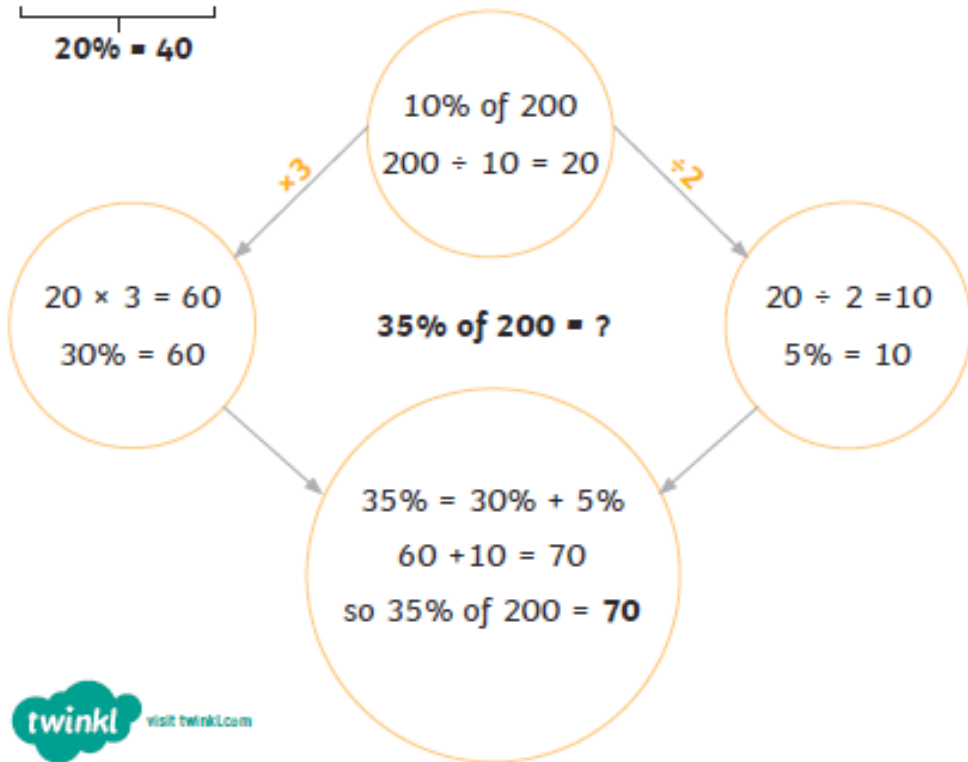 20% = 40
10% of 200
200 ÷ 10 = 20
×3
÷2
20 × 3 = 60
30% = 60
35% of 200 = ?
20 ÷ 2 =10
5% = 10
35% = 30% + 5%
60 +10 = 70
so 35% of 200 = 70
twinkl visit twinkl.com